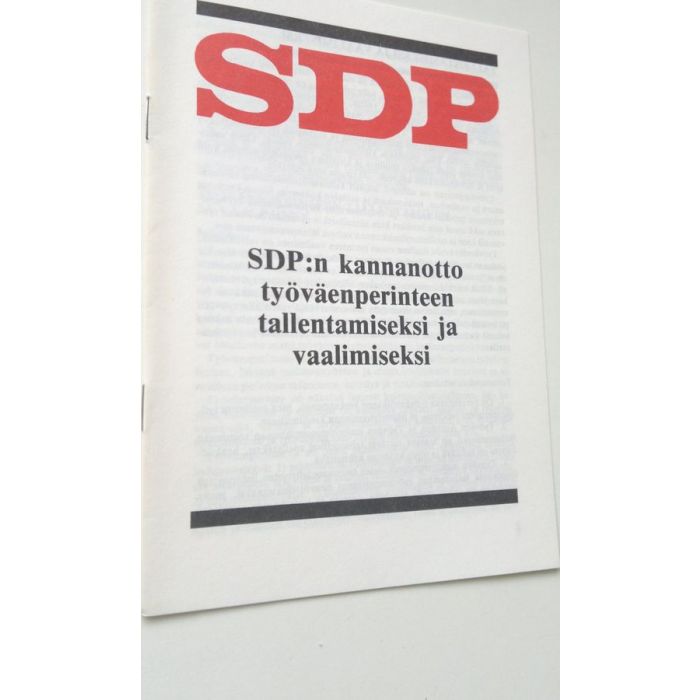 SDP
SDP:n kannanotto
työväenperinteen
tallentamiseksi ja
vaalimiseksi